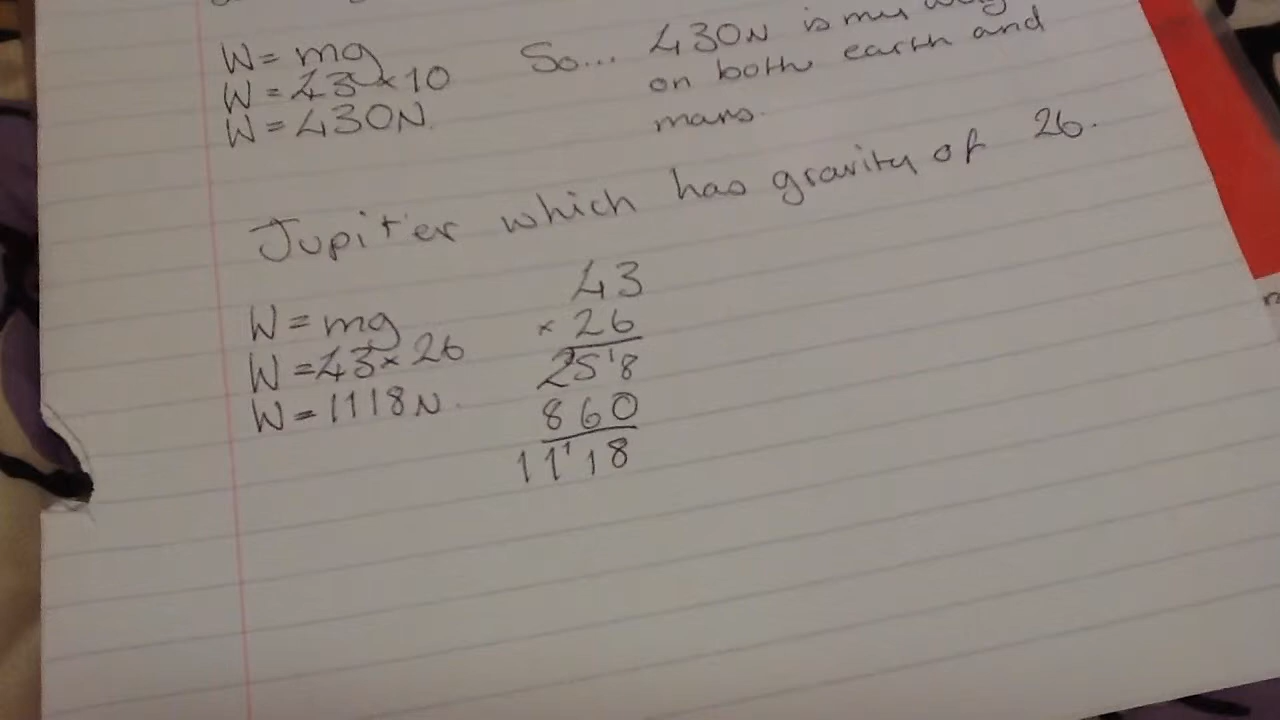 W = mg
W = 43 x 10
W = 430N.
So... 430N is my
on both earth and
mars.
Jupiter which has gravity of 26.
W = mg
W = 43 x 26
W = 1118N.
43
x 26
258
860
1118